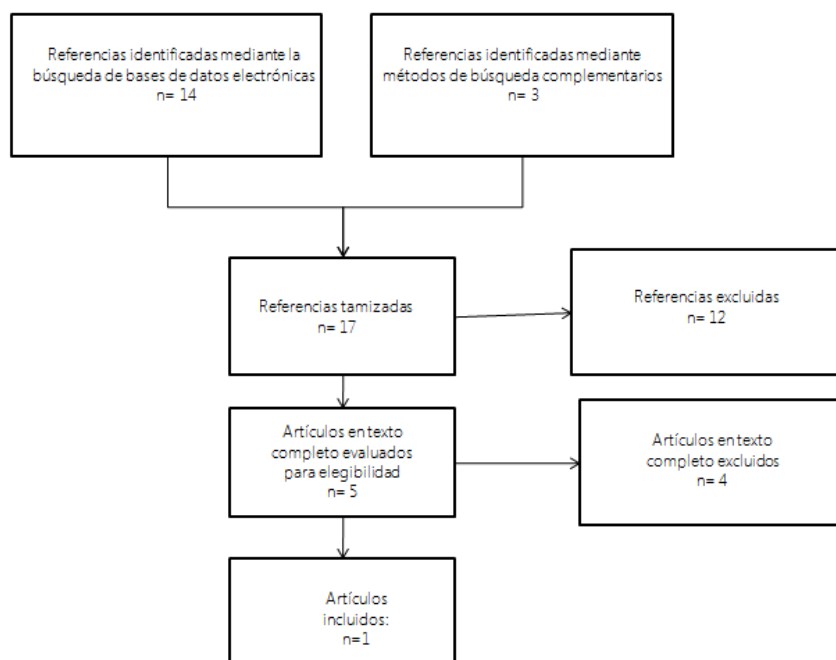 Referencias identificadas mediante la
búsqueda de bases de datos electrónicas
n= 14
Referencias identificadas mediante
métodos de búsqueda complementarios
n= 3
Referencias tamizadas
n= 17
Referencias excluidas
n= 12
Artículos en texto
completo evaluados
para elegibilidad
n= 5
Artículos en texto
completo excluidos
n= 4
Artículos
incluidos:
n=1